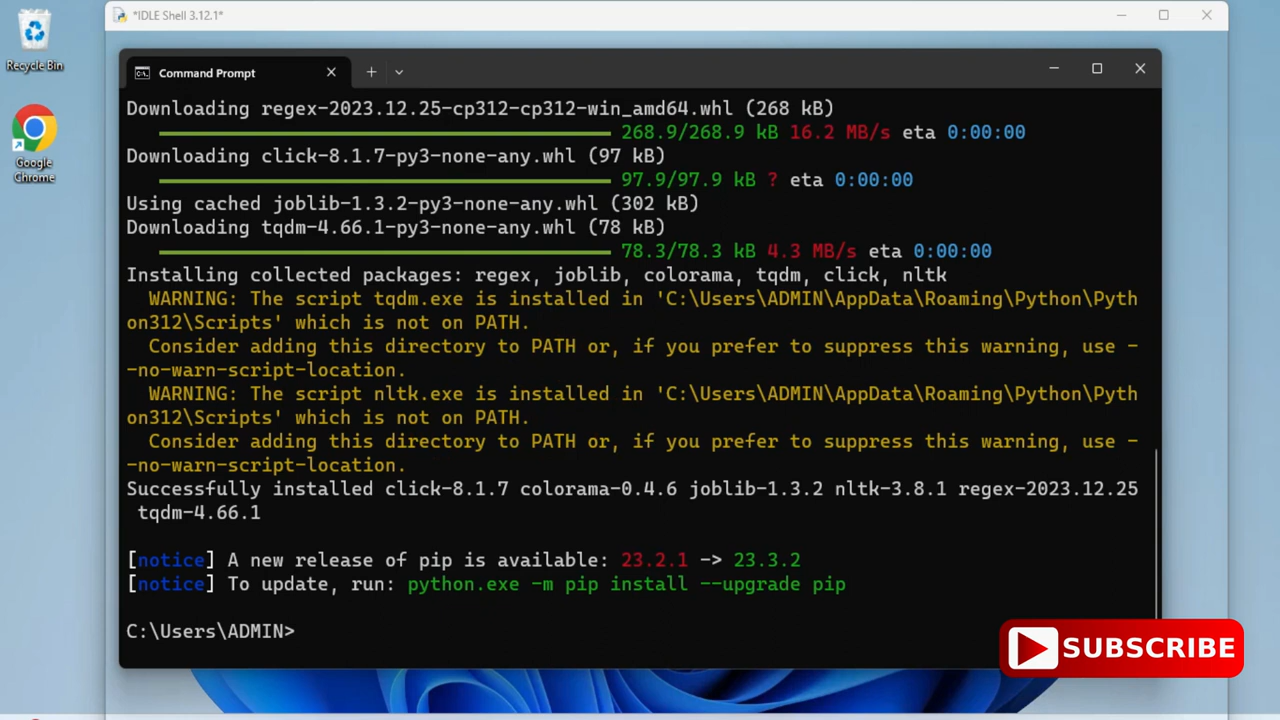 *IDLE Shell 3.12.1*
Recycle Bin
Google
Chrome
Command Prompt
Downloading regex-2023.12.25-cp312-cp312-win_amd64.whl (268 kB)
268.9/268.9 kB 16.2 MB/s eta 0:00:00
Downloading click-8.1.7-py3-none-any.whl (97 kB)
97.9/97.9 kB ? eta 0:00:00
Using cached joblib-1.3.2-py3-none-any.whl (302 kB)
Downloading tqdm-4.66.1-py3-none-any.whl (78 kB)
78.3/78.3 kB 4.3 MB/s eta 0:00:00
Installing collected packages: regex, joblib, colorama, tqdm, click, nltk
WARNING: The script tqdm.exe is installed in 'C:\Users\ADMIN\AppData\Roaming\Python\Pyth
on312\Scripts' which is not on PATH.
Consider adding this directory to PATH or, if you prefer to suppress this warning, use -
-no-warn-script-location.
WARNING: The script nltk.exe is installed in 'C:\Users\ADMIN\AppData\Roaming\Python\Pyth
on312\Scripts' which is not on PATH.
Consider adding this directory to PATH or, if you prefer to suppress this warning, use -
-no-warn-script-location.
Successfully installed click-8.1.7 colorama-0.4.6 joblib-1.3.2 nltk-3.8.1 regex-2023.12.25
tqdm-4.66.1
[notice] A new release of pip is available: 23.2.1 -> 23.3.2
[notice] To update, run: python.exe -m pip install --upgrade pip
C:\Users\ADMIN>
SUBSCRIBE